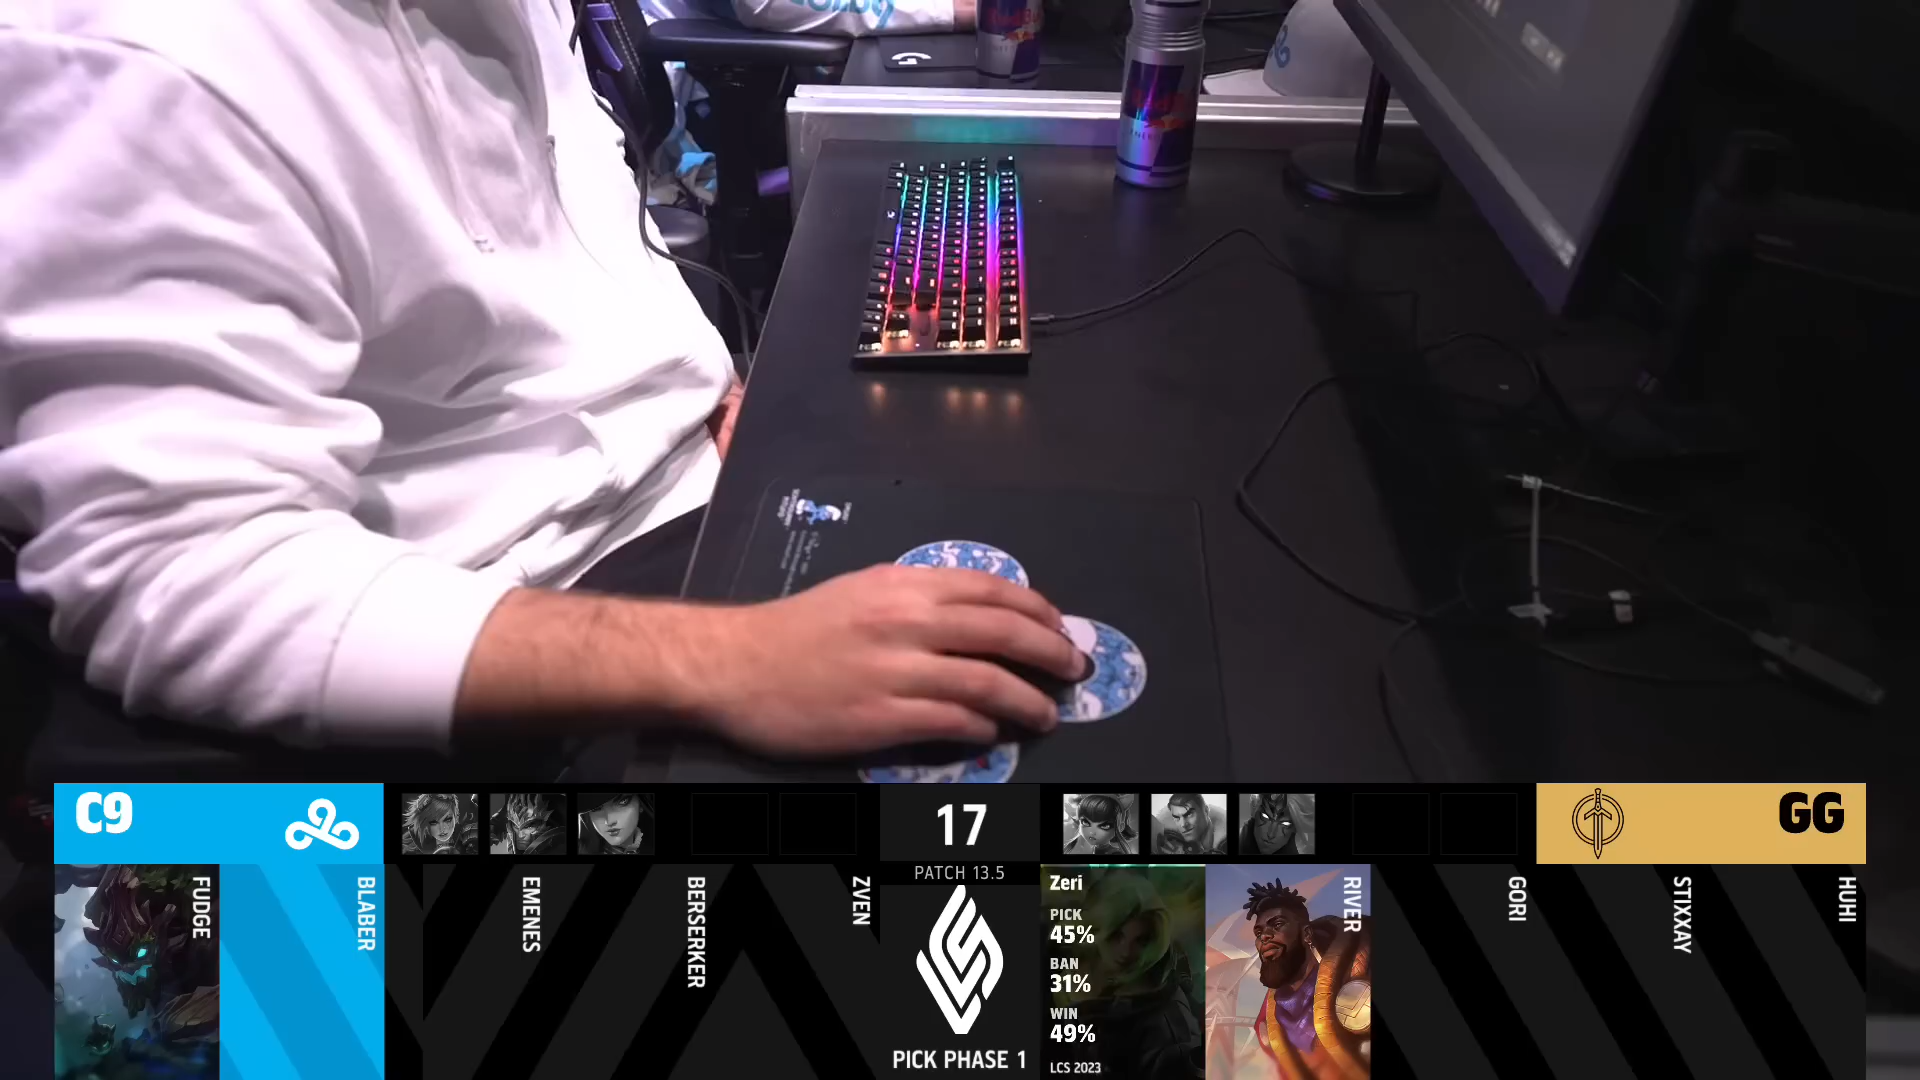 C9
17
GG
PATCH 13.5
PICK PHASE 1
FUDGE
BLABER
EMENES
BERSERKER
ZVEN
Zeri
PICK
45%
BAN
31%
WIN
49%
LCS 2023
RIVER
GORI
STIXXAY
HUHI